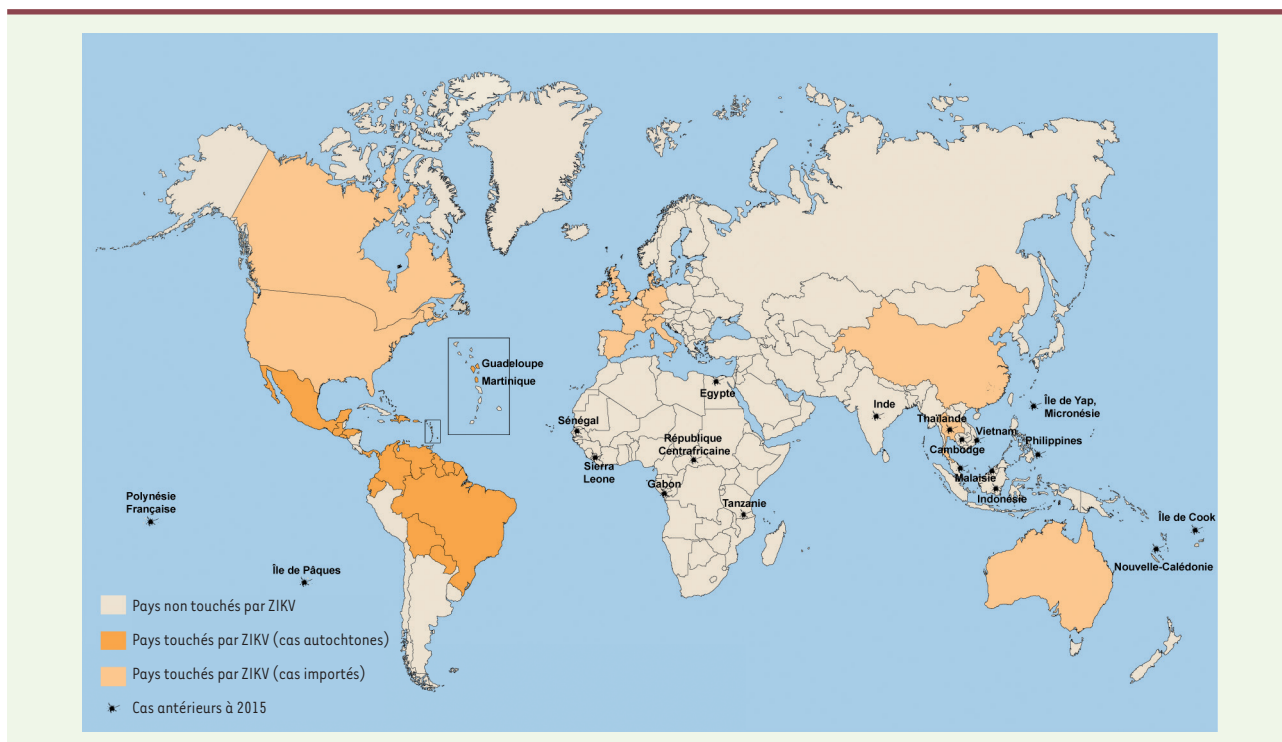 Guadeloupe
Martinique
Egypte
Inde
Île de Yap,
Micronésie
Sénégal
Thaïlande
Vietnam
Philippines
République
Centrafricaine
Cambodge
Sierra
Leone
Malaisie
Gabon
Indonésie
Tanzanie
Polynésie
Française
Île de Cook
Île de Pâques
Nouvelle-Calédonie
Pays non touchés par ZIKV
Pays touchés par ZIKV (cas autochtones)
Pays touchés par ZIKV (cas importés)
Cas antérieurs à 2015